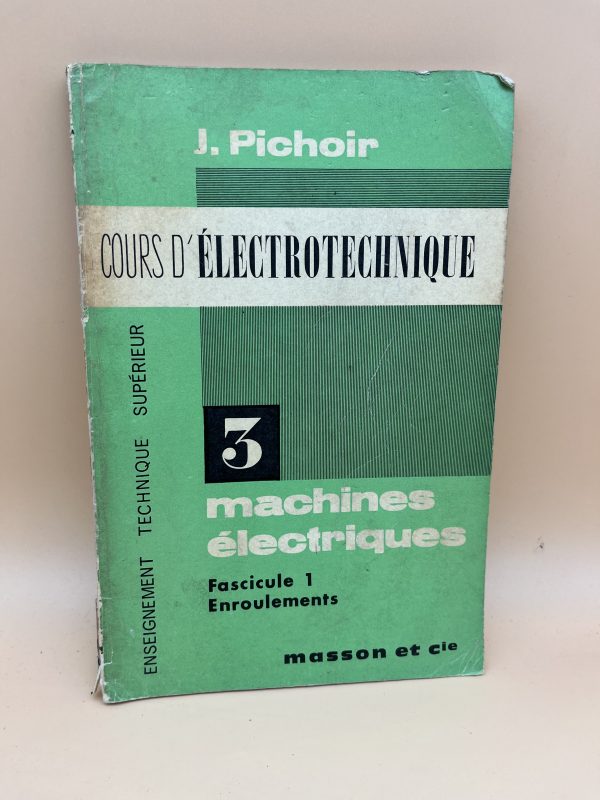 J. Pichoir
COURS D'ÉLECTROTECHNIQUE
ENSEIGNEMENT TECHNIQUE SUPÉRIEUR
3
machines
électriques
Fascicule 1
Enroulements
masson et cie